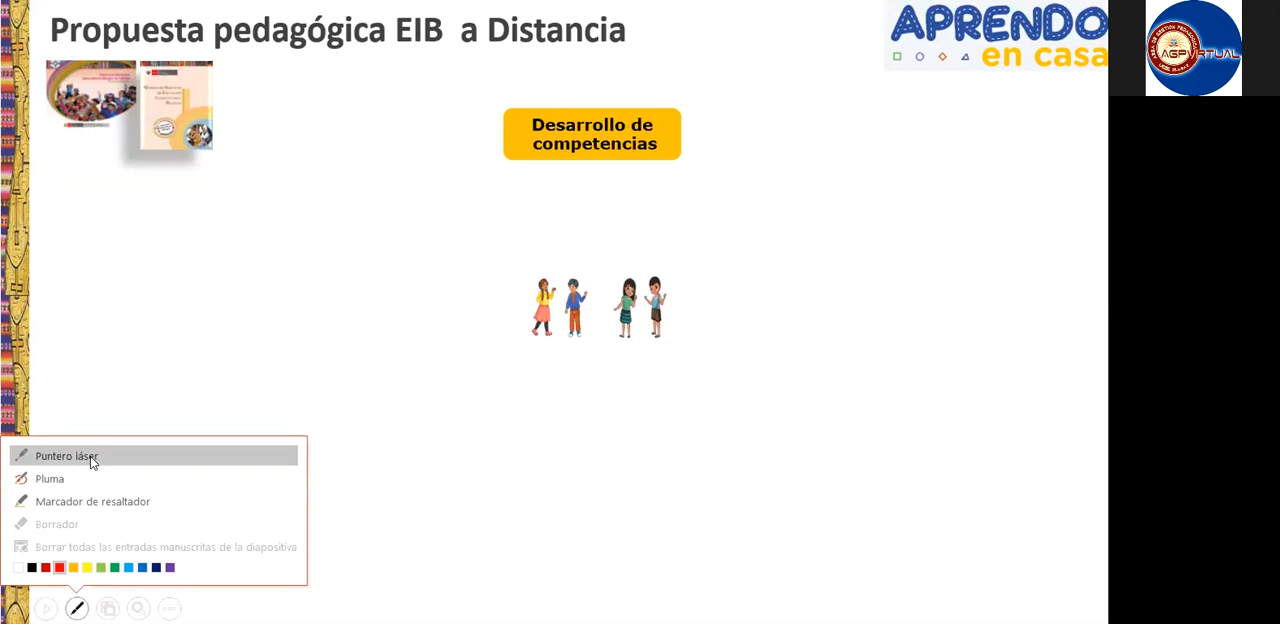 Propuesta pedagógica EIB a Distancia
APRENDO
en casa
AGPVIRTUAL
Desarrollo de
competencias
Puntero láser
Pluma
Marcador de resaltador
Borrador
Borrar todas las entradas manuscritas de la diapositiva